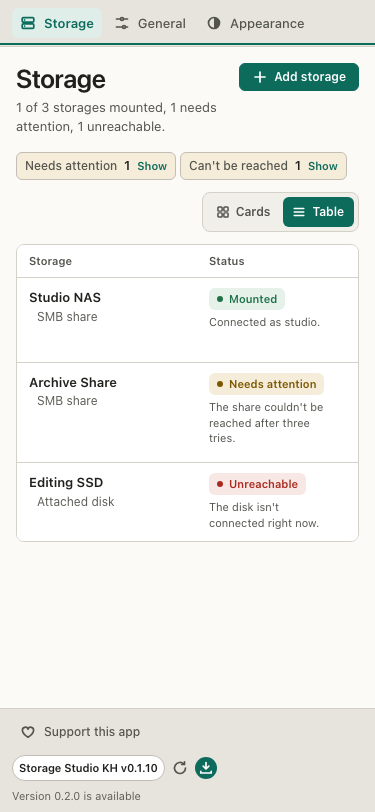 Storage General Appearance
Storage
Add storage
1 of 3 storages mounted, 1 needs
attention, 1 unreachable.
Needs attention 1 Show Can't be reached 1 Show
Cards Table
Storage Status
Studio NAS Mounted
SMB share Connected as studio.
Archive Share Needs attention
SMB share The share couldn't be
reached after three
tries.
Editing SSD Unreachable
Attached disk The disk isn't
connected right now.
Support this app
Storage Studio KH v0.1.10
Version 0.2.0 is available